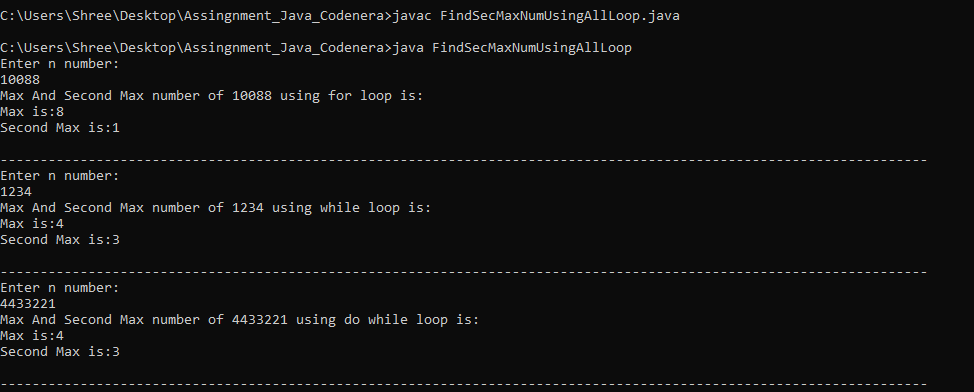 C:\Users\Shree\Desktop\Assingnment_Java_Codenera>javac FindSecMaxNumUsingAllLoop.java
C:\Users\Shree\Desktop\Assingnment_Java_Codenera>java FindSecMaxNumUsingAllLoop
Enter n number:
10088
Max And Second Max number of 10088 using for loop is:
Max is:8
Second Max is:1
--------------------------------------------------------------------------------------------------------------------
Enter n number:
1234
Max And Second Max number of 1234 using while loop is:
Max is:4
Second Max is:3
--------------------------------------------------------------------------------------------------------------------
Enter n number:
4433221
Max And Second Max number of 4433221 using do while loop is:
Max is:4
Second Max is:3
--------------------------------------------------------------------------------------------------------------------